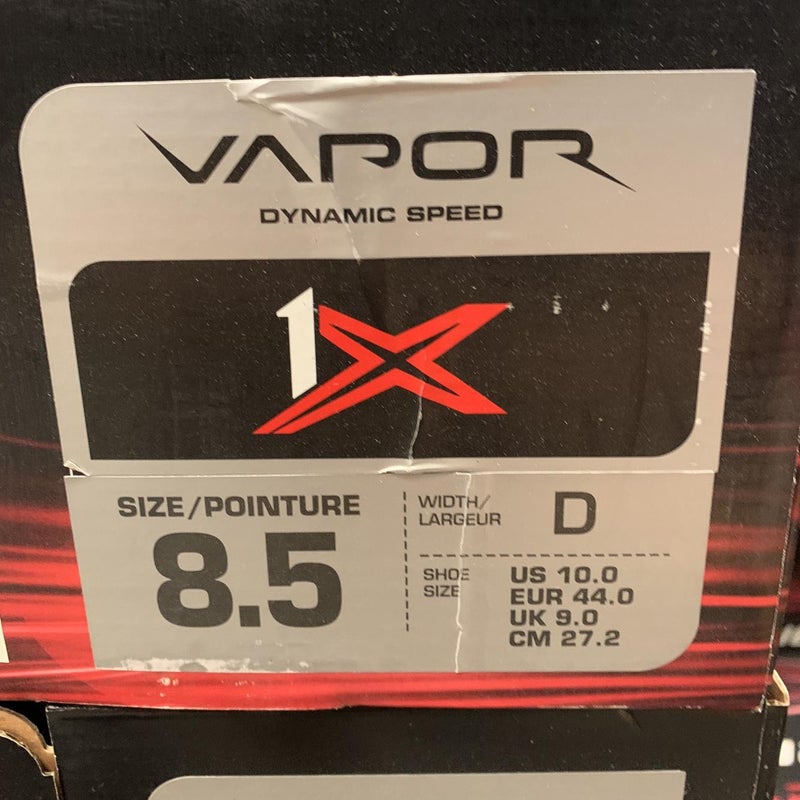 VAPOR
DYNAMIC SPEED
1X
SIZE/POINTURE
8.5
WIDTH/
LARGEUR
D
SHOE
SIZE
US 10.0
EUR 44.0
UK 9.0
CM 27.2